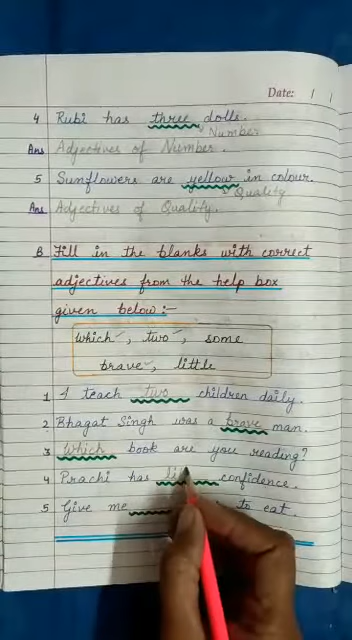 Date: / /
4 Rubi has three dolls.
Number
Ans Adjectives of Number.
5 Sunflowers are yellow in colour.
Quality
Ans Adjectives of Quality.
B Fill in the blanks with correct
adjectives from the help box
given below:-
Which, two, some
brave, little
1 I teach two children daily.
2 Bhagat Singh was a brave man.
3 Which book are you reading?
4 Prachi has confidence.
5 Give me to eat.